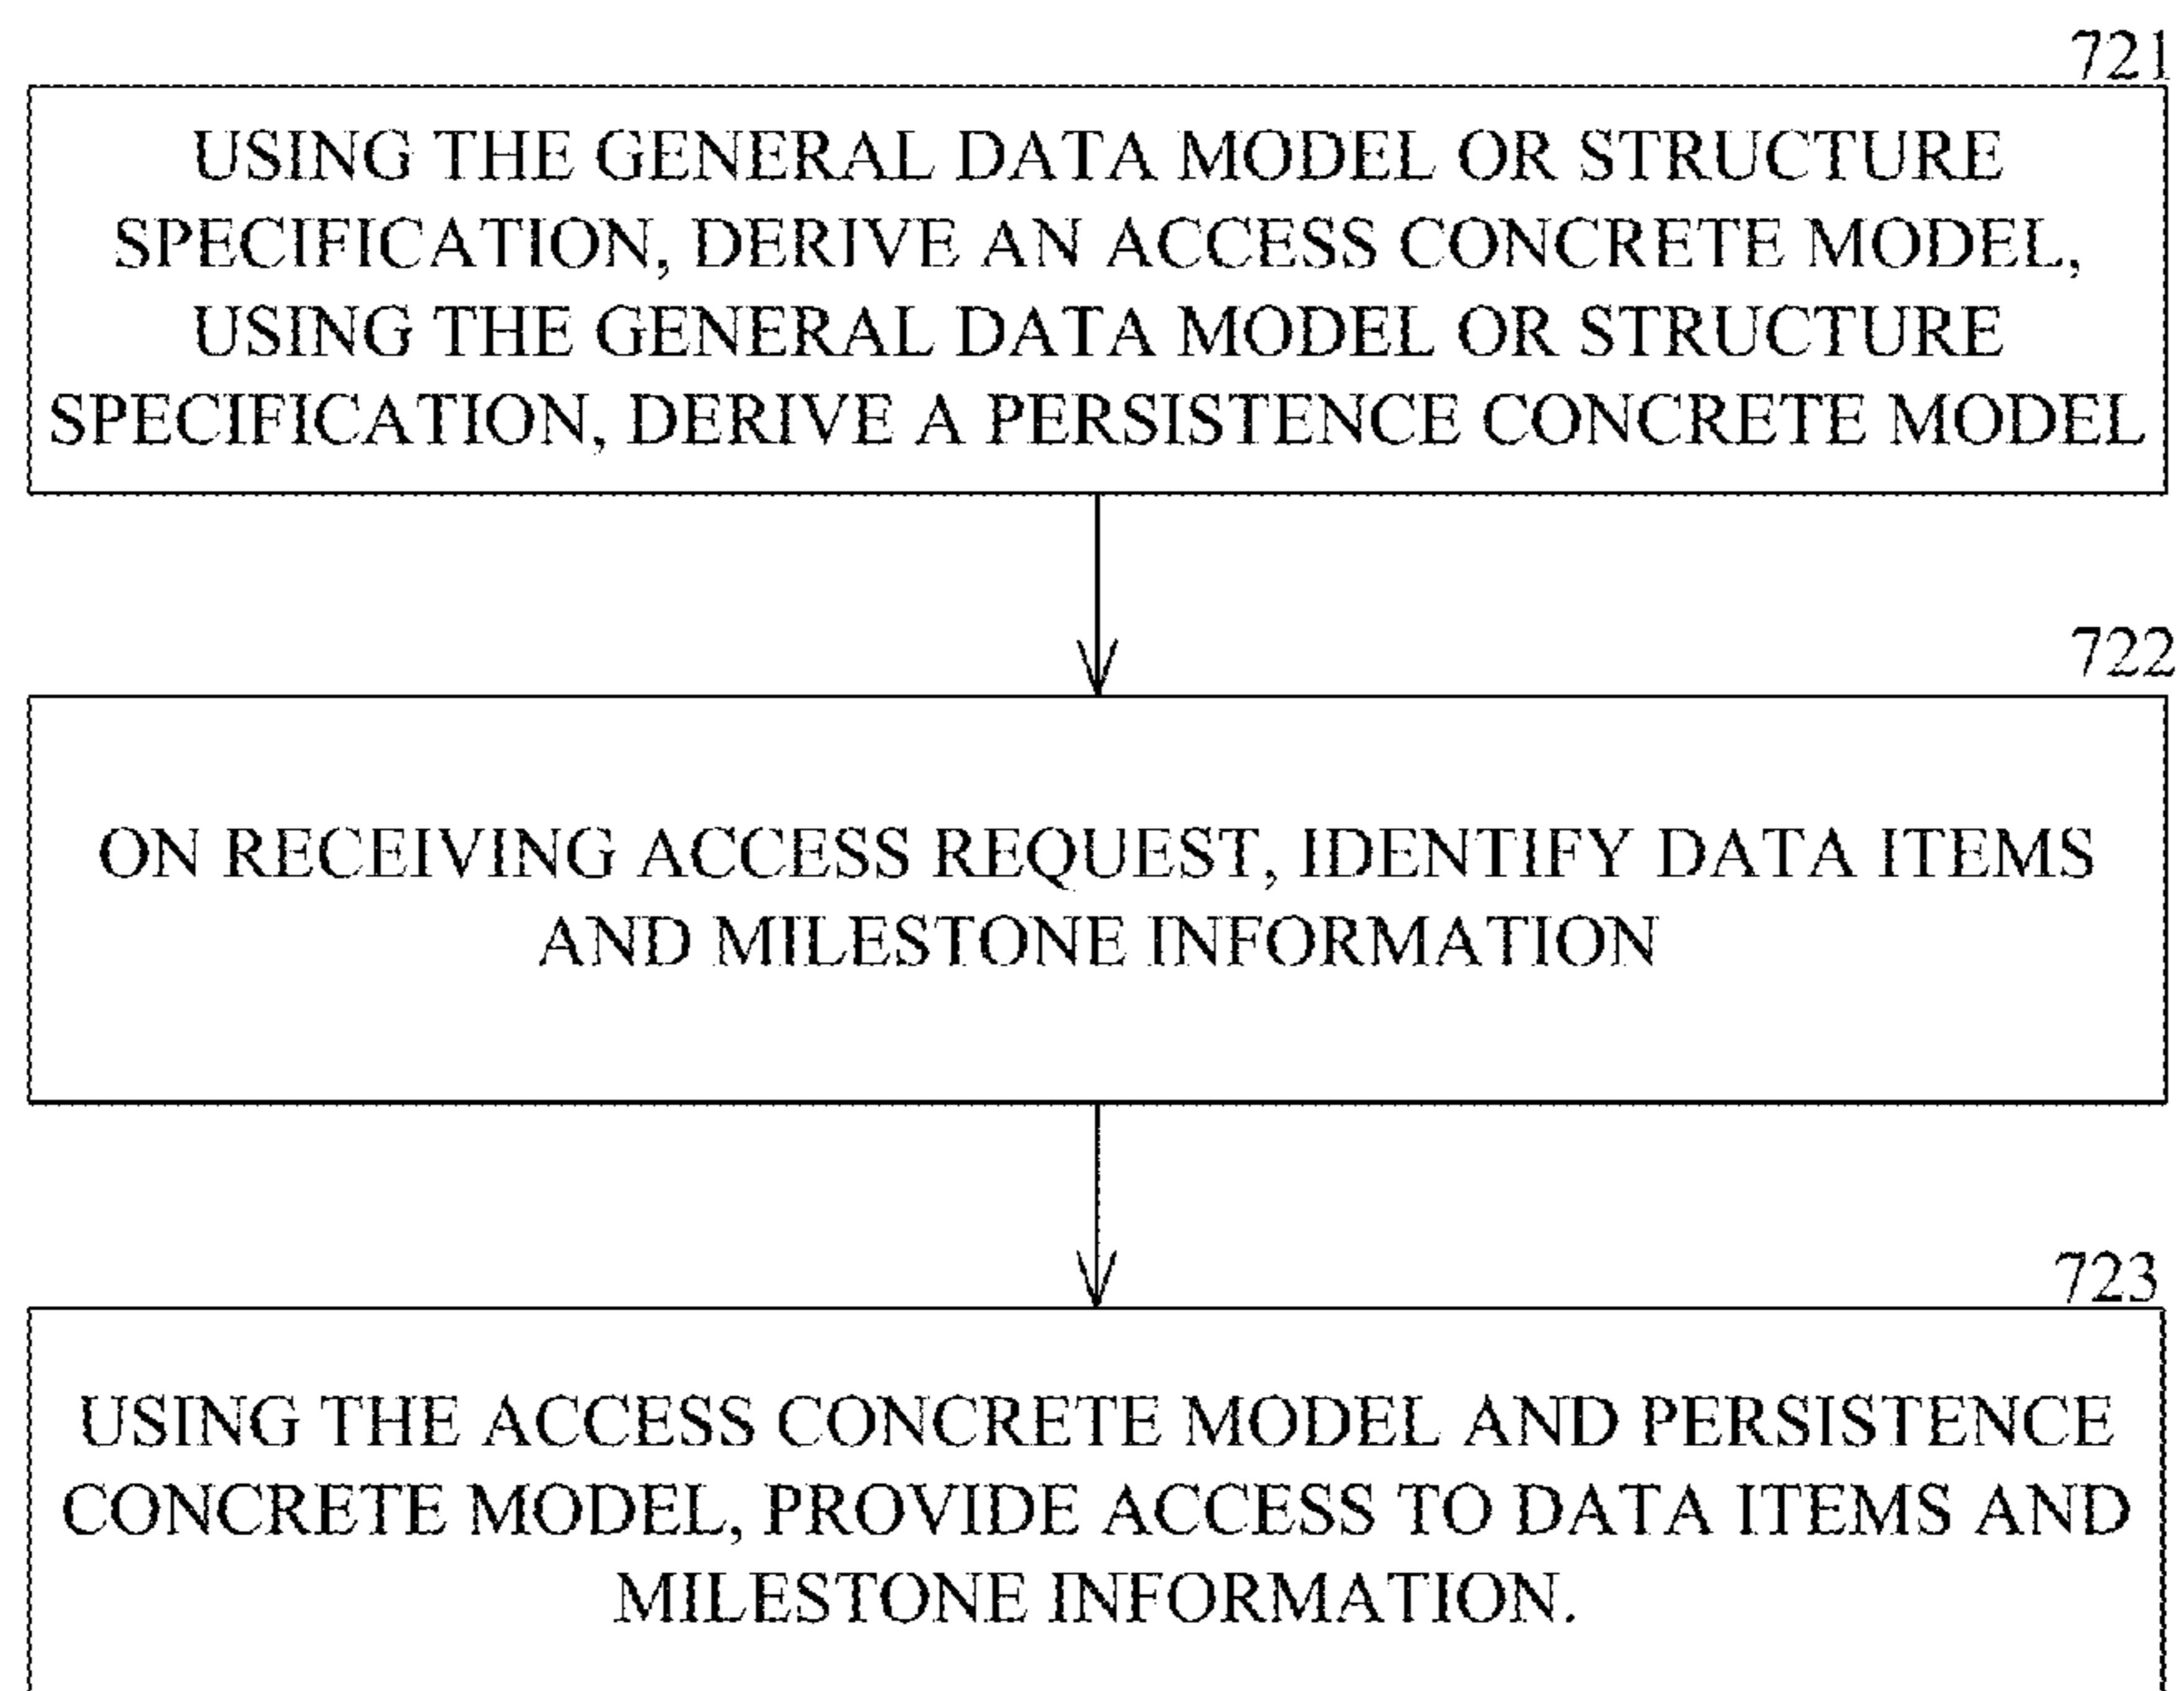 721
USING THE GENERAL DATA MODEL OR STRUCTURE
SPECIFICATION, DERIVE AN ACCESS CONCRETE MODEL,
USING THE GENERAL DATA MODEL OR STRUCTURE
SPECIFICATION, DERIVE A PERSISTENCE CONCRETE MODEL
722
ON RECEIVING ACCESS REQUEST, IDENTIFY DATA ITEMS
AND MILESTONE INFORMATION
723
USING THE ACCESS CONCRETE MODEL AND PERSISTENCE
CONCRETE MODEL, PROVIDE ACCESS TO DATA ITEMS AND
MILESTONE INFORMATION.